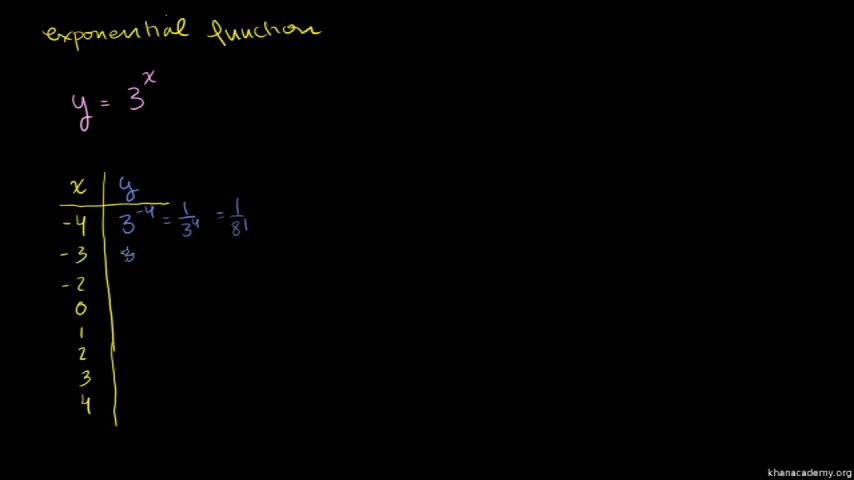 exponential function
y = 3^x
x y
-4 3^-4 = 1/3^4 = 1/81
-3
-2
0
1
2
3
4
khanacademy.org